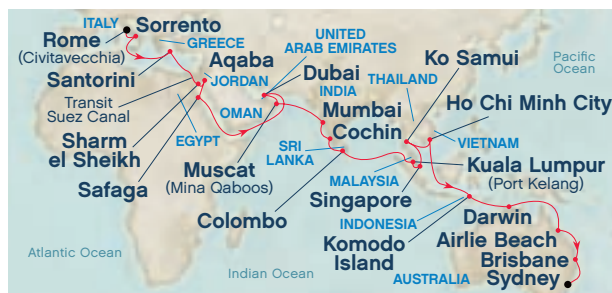 ITALY
Sorrento
Rome
(Civitavecchia)
GREECE
Santorini
Aqaba
JORDAN
Transit
Suez Canal
EGYPT
Sharm
el Sheikh
Safaga
UNITED
ARAB EMIRATES
Dubai
OMAN
Muscat
(Mina Qaboos)
INDIA
Mumbai
Cochin
SRI
LANKA
Colombo
Ko Samui
THAILAND
Pacific
Ocean
Ho Chi Minh City
VIETNAM
Kuala Lumpur
(Port Kelang)
MALAYSIA
Singapore
INDONESIA
Komodo
Island
Darwin
Airlie Beach
Brisbane
Sydney
AUSTRALIA
Atlantic Ocean
Indian Ocean